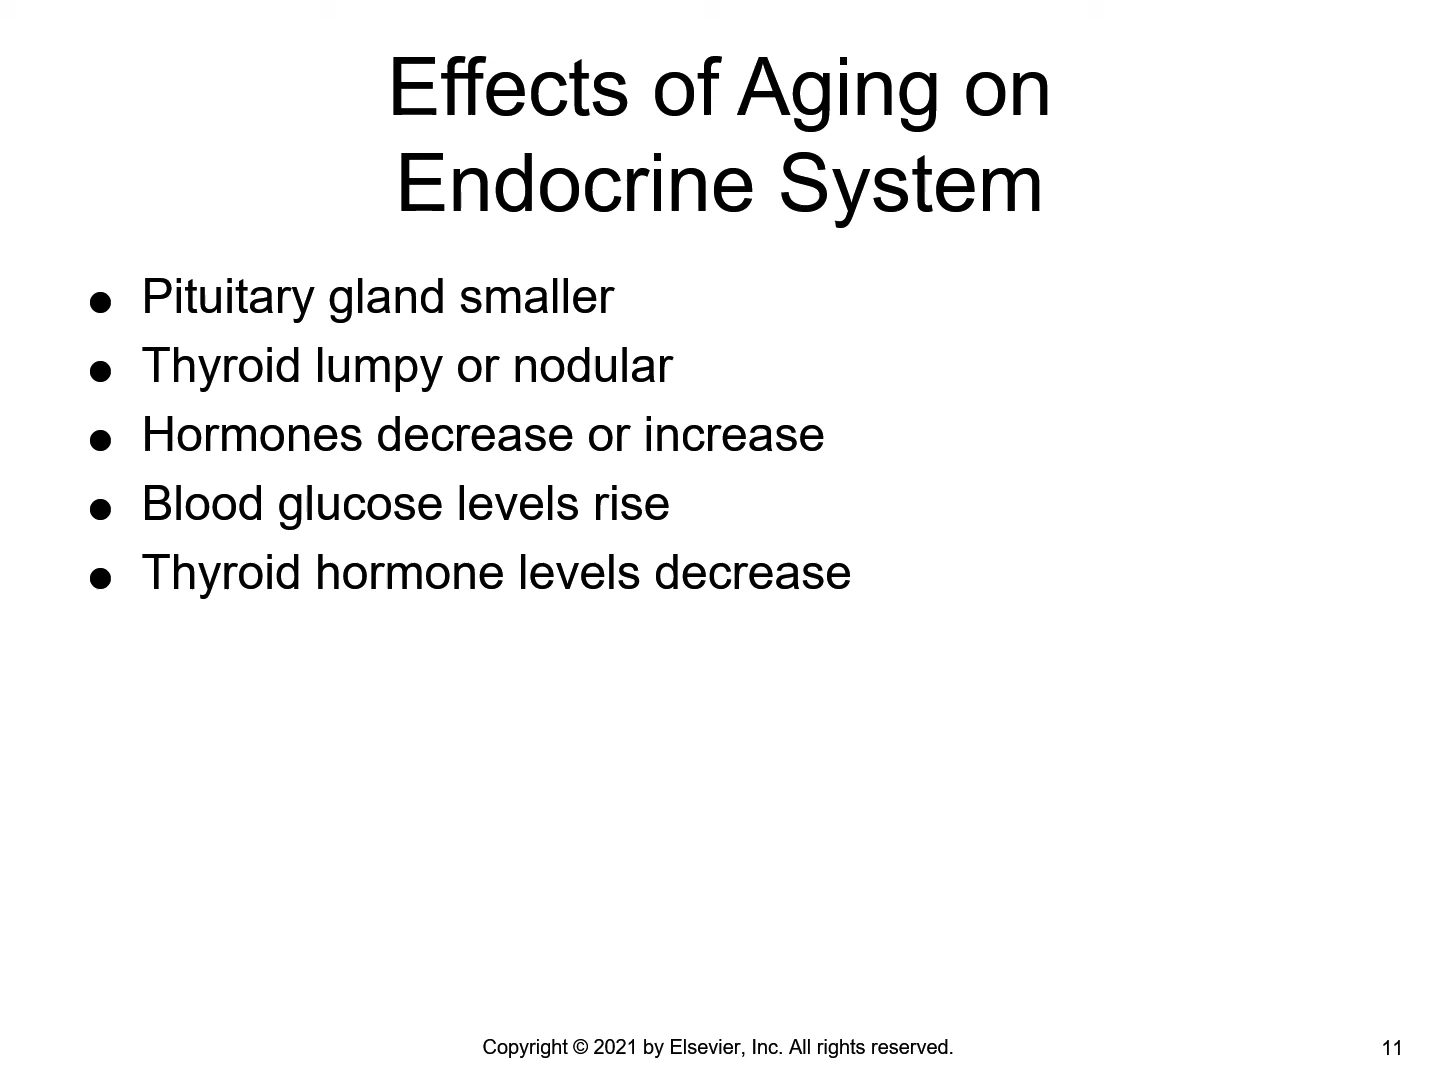 Effects of Aging on
Endocrine System
● Pituitary gland smaller
● Thyroid lumpy or nodular
● Hormones decrease or increase
● Blood glucose levels rise
● Thyroid hormone levels decrease
Copyright © 2021 by Elsevier, Inc. All rights reserved.
11